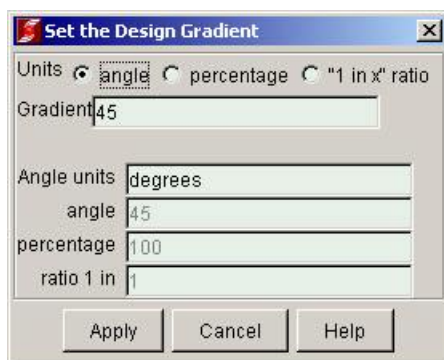 Set the Design Gradient
Units angle percentage "1 in x" ratio
Gradient 45
Angle units degrees
angle 45
percentage 100
ratio 1 in 1
Apply Cancel Help